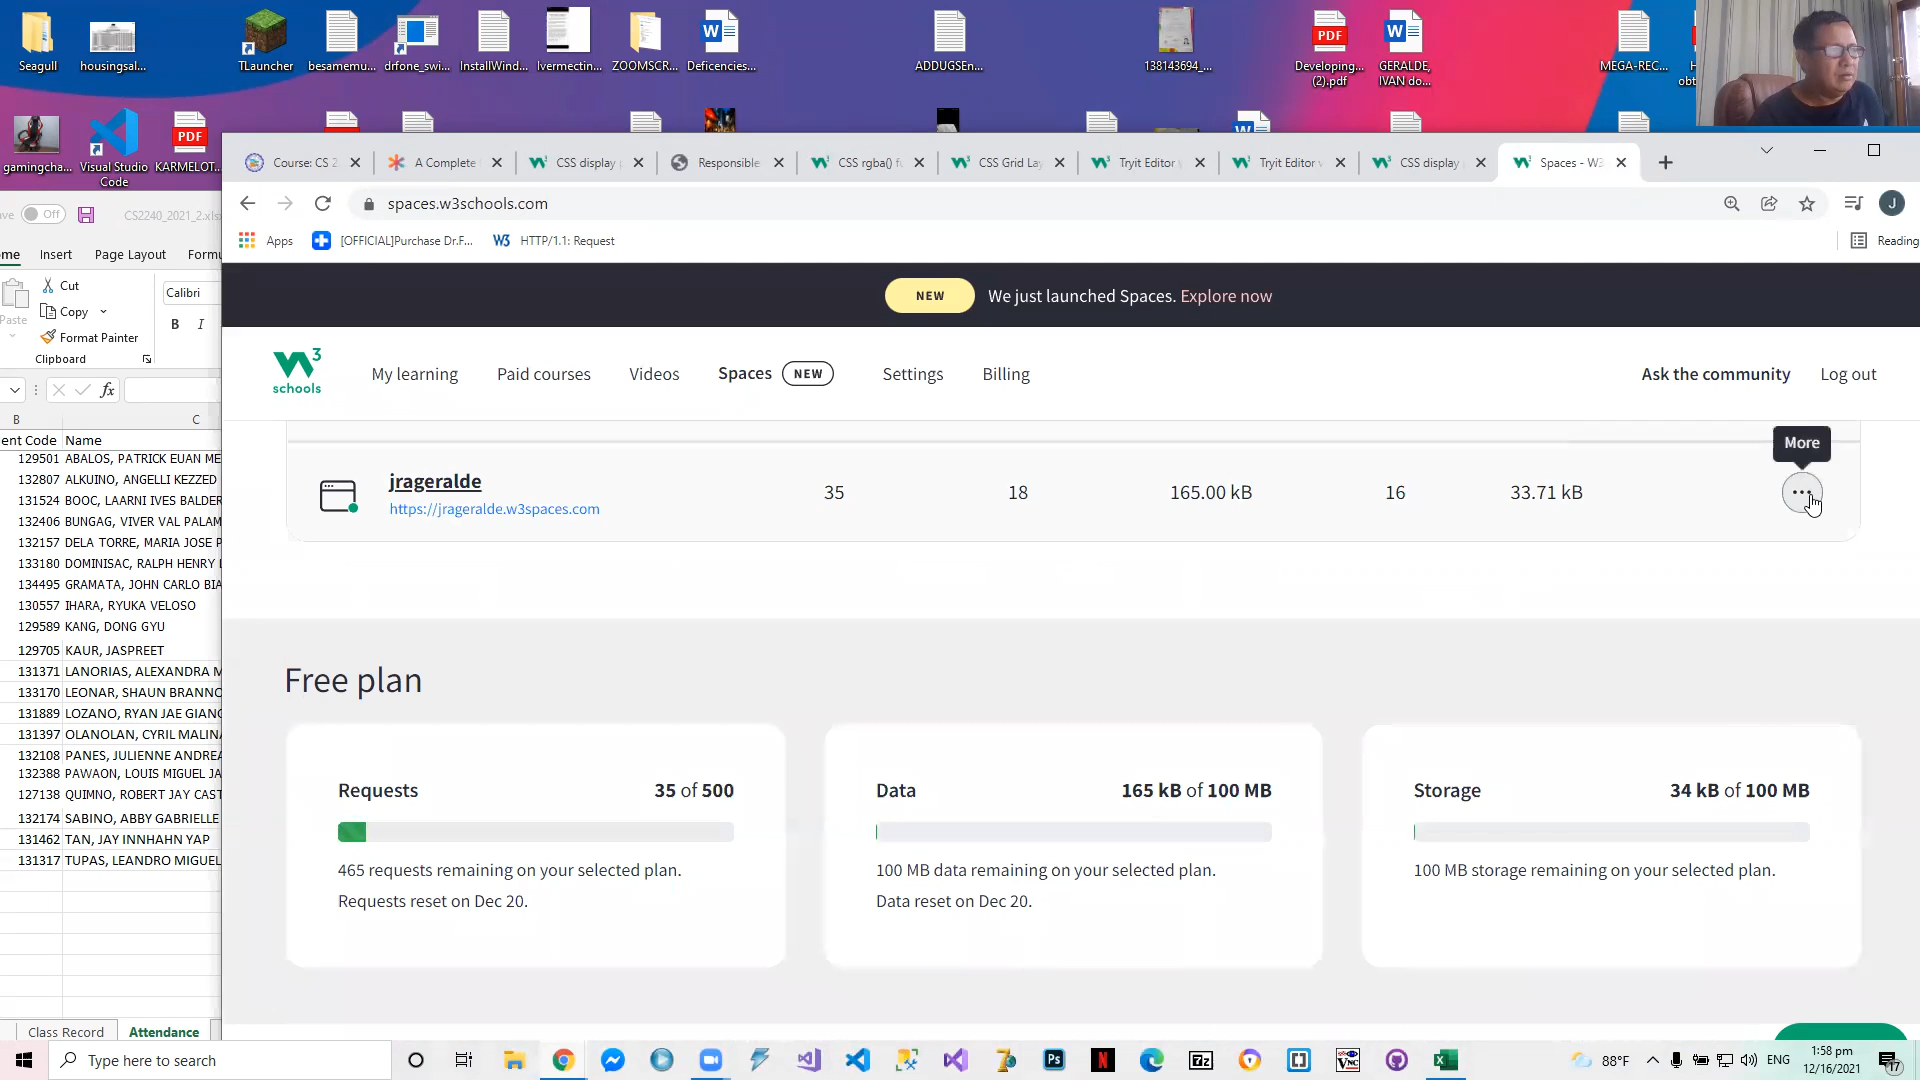 Seagull
housingsal...
TLauncher
besamemu...
drfone_swi...
InstallWind...
Ivermectin...
ZOOMSCR...
Deficiencies...
ADDUGSEn...
138143694_...
Developing...
(2).pdf
GERALDE,
IVAN do...
MEGA-REC...
gamingcha...
Visual Studio
Code
KARMELOT...
PDF
Course: CS 2
A Complete
CSS display
Responsible
CSS rgba() fu
CSS Grid Lay
Tryit Editor
Tryit Editor v
CSS display
Spaces - W3
spaces.w3schools.com
J
Apps
[OFFICIAL]Purchase Dr.F...
W3
HTTP/1.1: Request
Reading
Off
CS2240_2021_2.xls
Insert
Page Layout
Formu
Cut
Copy
Format Painter
Paste
Calibri
B I
Clipboard
fx
NEW
We just launched Spaces. Explore now
W3 schools
My learning
Paid courses
Videos
Spaces
NEW
Settings
Billing
Ask the community
Log out
More
jrageralde
https://jrageralde.w3spaces.com
35
18
165.00 kB
16
33.71 kB
B
C
ent Code
Name
129501 ABALOS, PATRICK EUAN ME
132807 ALKUINO, ANGELLI KEZZED
131524 BOOC, LAARNI IVES BALDER
132406 BUNGAG, VIVER VAL PALAM
132157 DELA TORRE, MARIA JOSE P
133180 DOMINISAC, RALPH HENRY
134495 GRAMATA, JOHN CARLO BIA
130557 IHARA, RYUKA VELOSO
129589 KANG, DONG GYU
129705 KAUR, JASPREET
131371 LANORIAS, ALEXANDRA M
133170 LEONAR, SHAUN BRANNO
131889 LOZANO, RYAN JAE GIANG
131397 OLANOLAN, CYRIL MALINA
132108 PANES, JULIENNE ANDREA
132388 PAWAON, LOUIS MIGUEL JA
127138 QUIMNO, ROBERT JAY CAST
132174 SABINO, ABBY GABRIELLE
131462 TAN, JAY INNHAHN YAP
131317 TUPAS, LEANDRO MIGUEL
Free plan
Requests
35 of 500
465 requests remaining on your selected plan.
Requests reset on Dec 20.
Data
165 kB of 100 MB
100 MB data remaining on your selected plan.
Data reset on Dec 20.
Storage
34 kB of 100 MB
100 MB storage remaining on your selected plan.
Class Record
Attendance
Type here to search
88°F
ENG
1:58 pm
12/16/2021
17